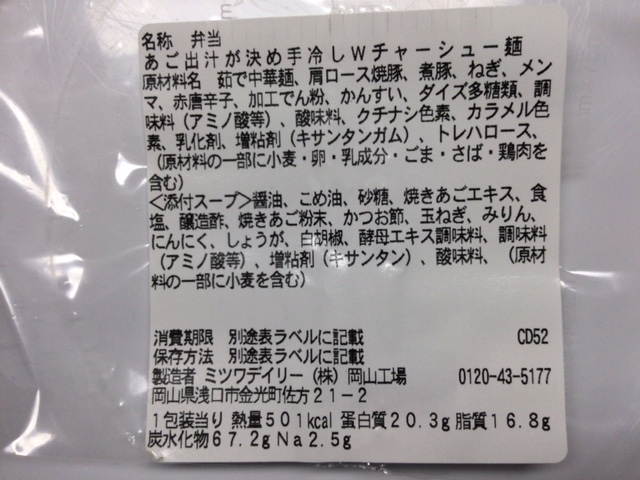 名称 弁当
あご出汁が決め手冷しWチャーシュー麺
原材料名 茹で中華麺、肩ロース焼豚、煮豚、ねぎ、メン
マ、赤唐辛子、加工でん粉、かんすい、ダイズ多糖類、調
味料（アミノ酸等）、酸味料、クチナシ色素、カラメル色
素、乳化剤、増粘剤（キサンタンガム）、トレハロース、
（原材料の一部に小麦・卵・乳成分・ごま・さば・鶏肉を
含む）
＜添付スープ＞醤油、こめ油、砂糖、焼きあごエキス、食
塩、醸造酢、焼きあご粉末、かつお節、玉ねぎ、みりん、
にんにく、しょうが、白胡椒、酵母エキス調味料、調味料
（アミノ酸等）、増粘剤（キサンタン）、酸味料、（原材
料の一部に小麦を含む）
消費期限 別途表ラベルに記載 CD52
保存方法 別途表ラベルに記載
製造者 ミツワデイリー（株）岡山工場 0120-43-5177
岡山県浅口市金光町佐方２１－２
１包装当り 熱量５０１kcal 蛋白質２０.３g 脂質１６.８g
炭水化物６７.２g Ｎa ２.５g